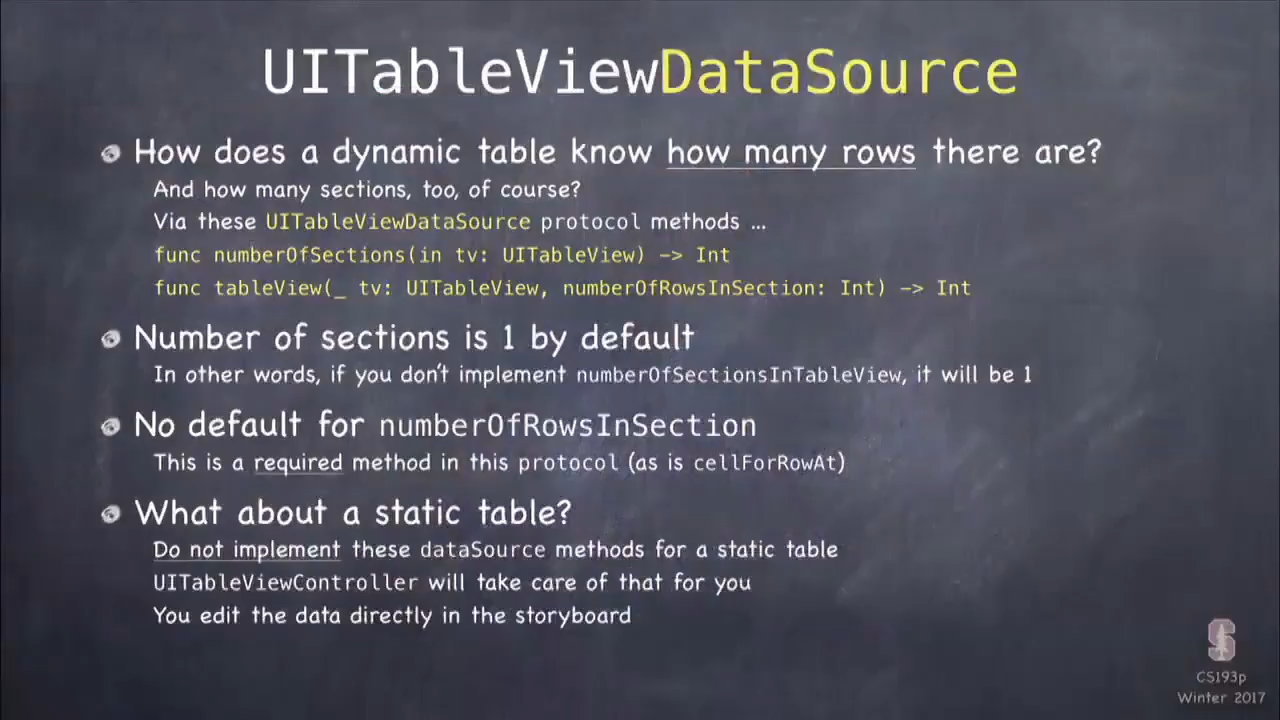 UITableViewDataSource
How does a dynamic table know how many rows there are?
And how many sections, too, of course?
Via these UITableViewDataSource protocol methods ...
func numberOfSections(in tv: UITableView) -> Int
func tableView(_ tv: UITableView, numberOfRowsInSection: Int) -> Int
Number of sections is 1 by default
In other words, if you don't implement numberOfSectionsInTableView, it will be 1
No default for numberOfRowsInSection
This is a required method in this protocol (as is cellForRowAt)
What about a static table?
Do not implement these dataSource methods for a static table
UITableViewController will take care of that for you
You edit the data directly in the storyboard
S
CS193p
Winter 2017